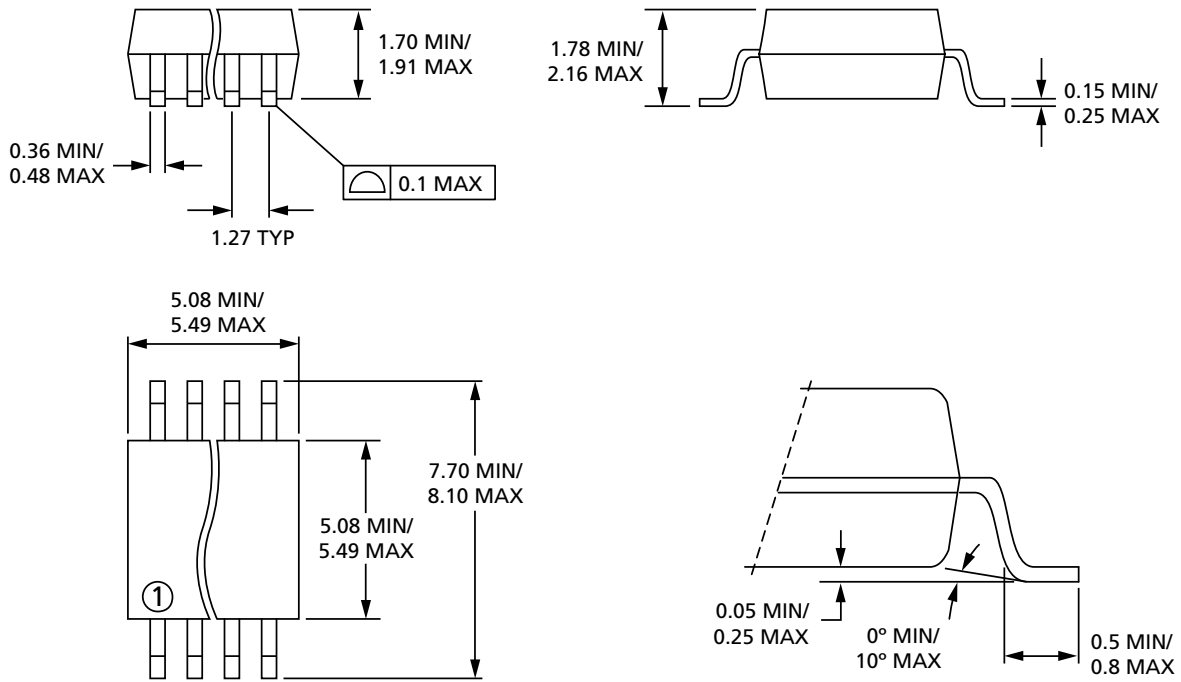 1.70 MIN/
1.91 MAX
1.78 MIN/
2.16 MAX
0.15 MIN/
0.25 MAX
0.36 MIN/
0.48 MAX
0.1 MAX
1.27 TYP
5.08 MIN/
5.49 MAX
7.70 MIN/
8.10 MAX
5.08 MIN/
5.49 MAX
1
0.05 MIN/
0.25 MAX
0º MIN/
10º MAX
0.5 MIN/
0.8 MAX